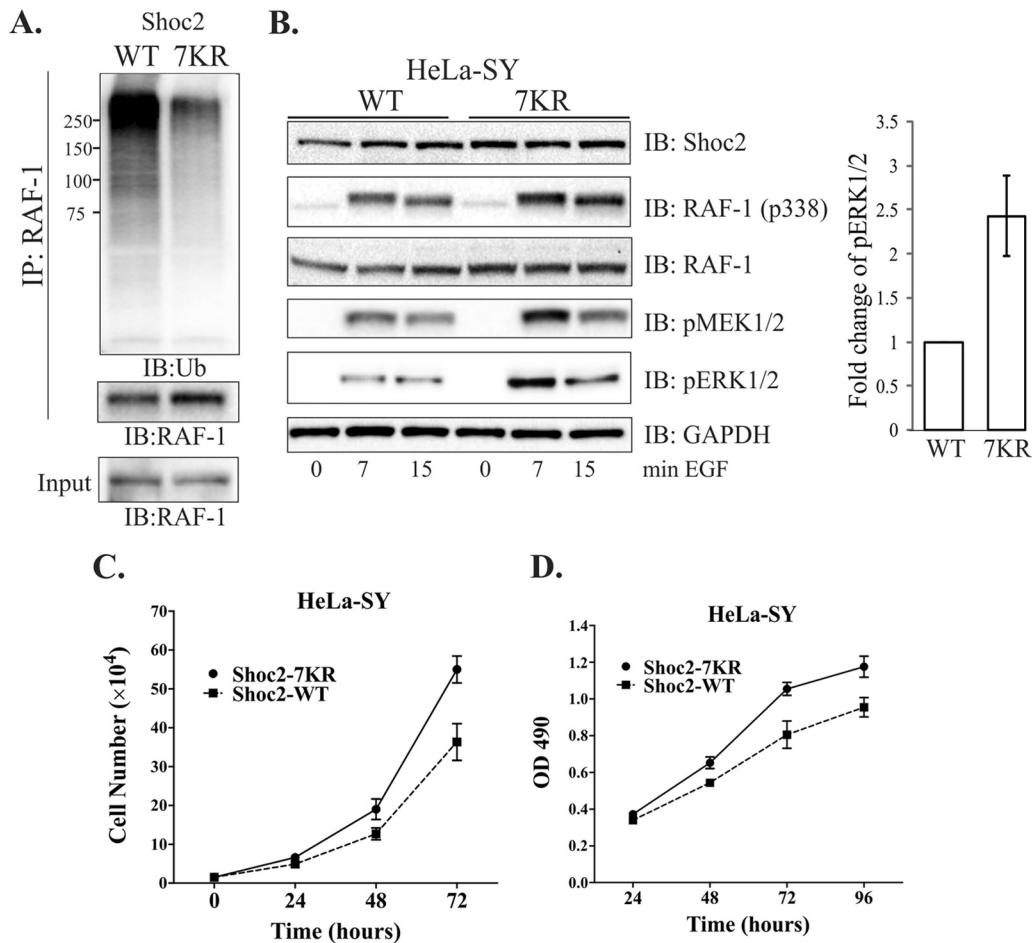 A.
Shoc2
WT 7KR
IP: RAF-1
250
150
100
75
IB:Ub
IB:RAF-1
Input
IB:RAF-1
B.
HeLa-SY
WT 7KR
IB: Shoc2
IB: RAF-1 (p338)
IB: RAF-1
IB: pMEK1/2
IB: pERK1/2
IB: GAPDH
0 7 15 0 7 15 min EGF
Fold change of pERK1/2
3.5
3
2.5
2
1.5
1
0.5
0
WT 7KR
C.
HeLa-SY
Cell Number (×10⁴)
70
60
50
40
30
20
10
0
Shoc2-7KR
Shoc2-WT
0 24 48 72
Time (hours)
D.
HeLa-SY
OD 490
1.4
1.2
1.0
0.8
0.6
0.4
0.2
0.0
Shoc2-7KR
Shoc2-WT
24 48 72 96
Time (hours)